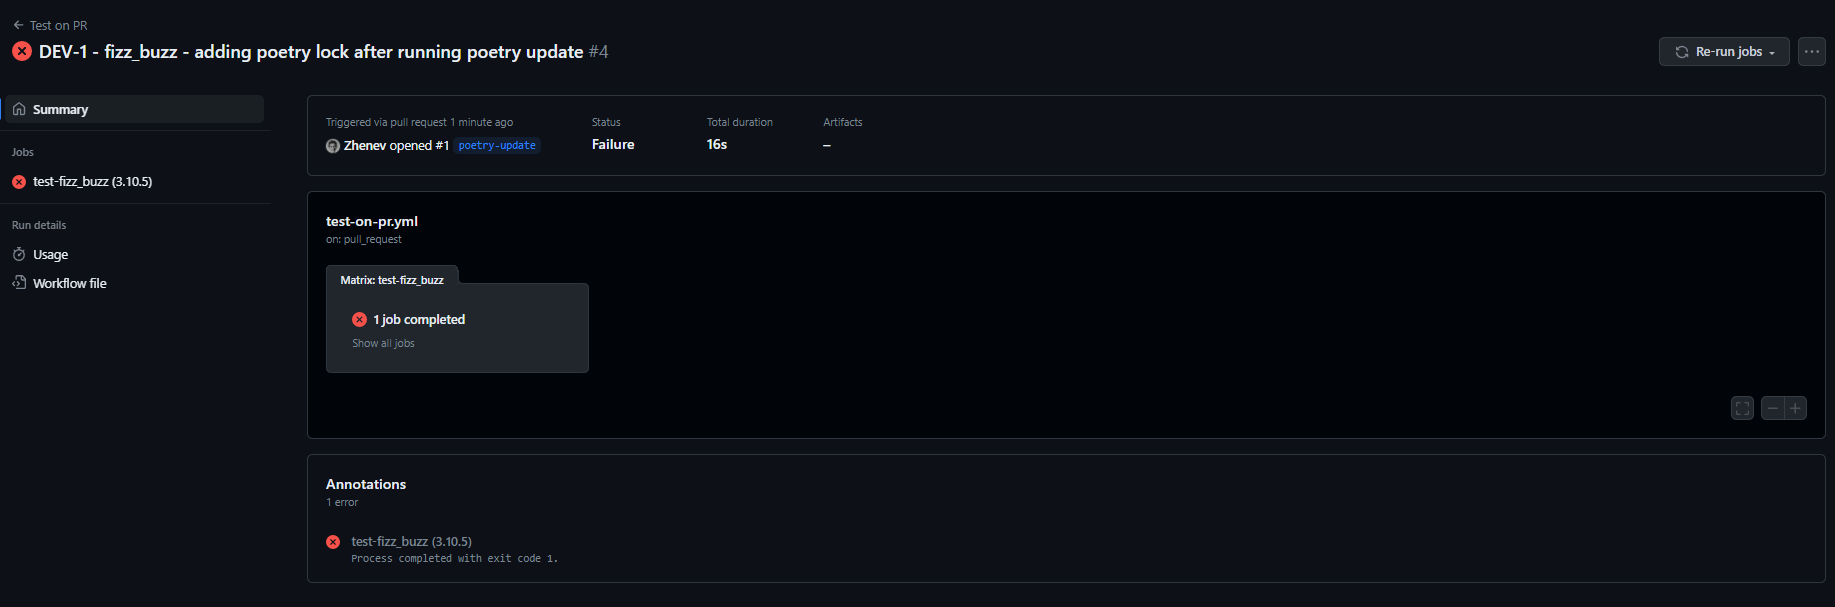 Test on PR
DEV-1 - fizz_buzz - adding poetry lock after running poetry update #4
Re-run jobs
Summary
Jobs
test-fizz_buzz (3.10.5)
Run details
Usage
Workflow file
Triggered via pull request 1 minute ago
Zhenev opened #1 poetry-update
Status
Failure
Total duration
16s
Artifacts
–
test-on-pr.yml
on: pull_request
Matrix: test-fizz_buzz
1 job completed
Show all jobs
Annotations
1 error
test-fizz_buzz (3.10.5)
Process completed with exit code 1.